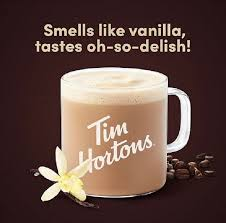 Smells like vanilla,
tastes oh-so-delish!
Tim
Hortons.